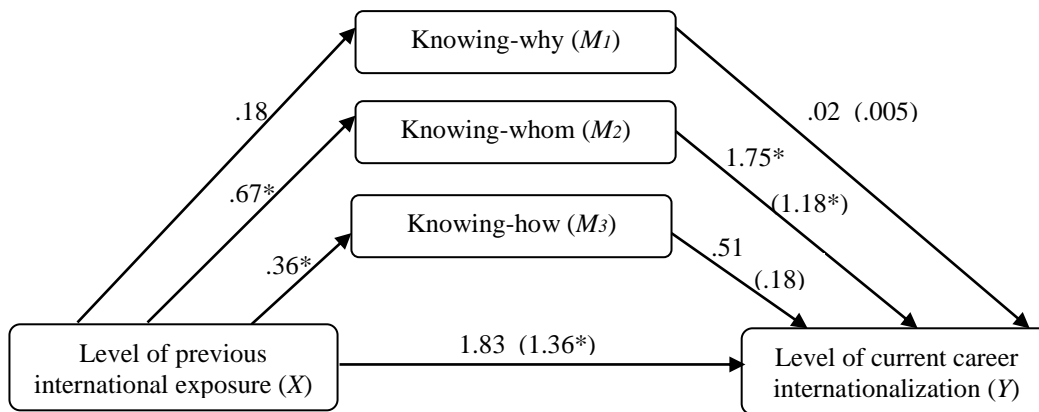 Knowing-why (M1)
.18
.02 (.005)
Knowing-whom (M2)
1.75*
.67*
(1.18*)
Knowing-how (M3)
.51
.36*
(.18)
1.83 (1.36*)
Level of previous
international exposure (X)
Level of current career
internationalization (Y)